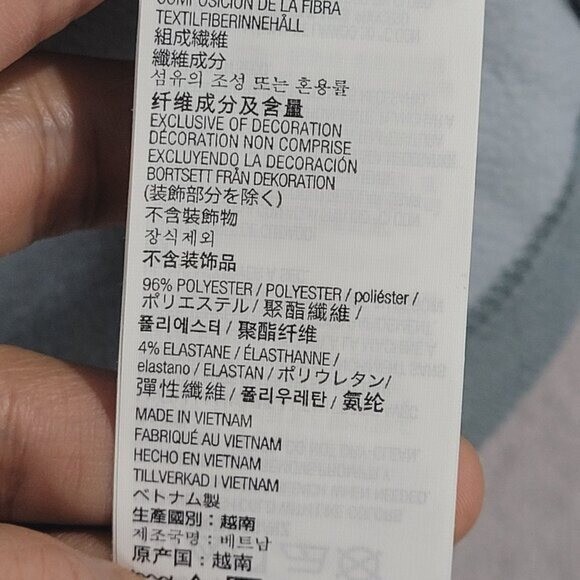 COMPOSICIÓN DE LA FIBRA
TEXTILFIBERINNEHÅLL
組成繊維
纖維成分
섬유의 조성 또는 혼용률
纤维成分及含量
EXCLUSIVE OF DECORATION
DÉCORATION NON COMPRISE
EXCLUYENDO LA DECORACIÓN
BORTSETT FRÅN DEKORATION
(装飾部分を除く)
不含裝飾物
장식제외
不含装饰品
96% POLYESTER / POLYESTER / poliéster /
ポリエステル / 聚酯纖維 /
폴리에스터 / 聚酯纤维
4% ELASTANE / ÉLASTHANNE /
elastano / ELASTAN / ポリウレタン/
彈性纖維 / 폴리우레탄 / 氨纶
MADE IN VIETNAM
FABRIQUÉ AU VIETNAM
HECHO EN VIETNAM
TILLVERKAD I VIETNAM
ベトナム製
生產國別：越南
제조국명：베트남
原产国：越南